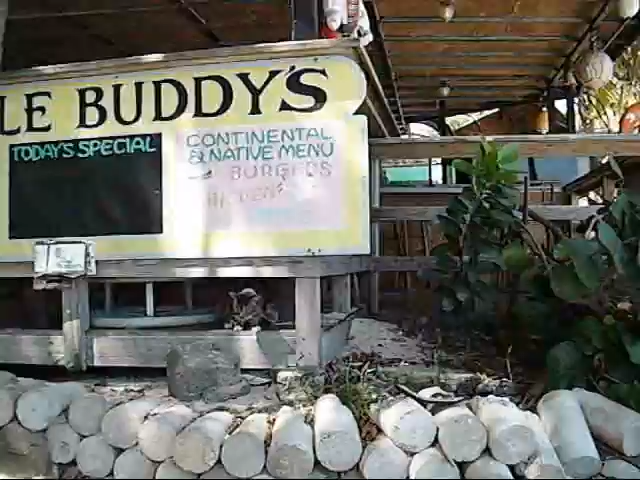 LE BUDDY'S
TODAY'S SPECIAL
CONTINENTAL
& NATIVE MENU
BURGERS